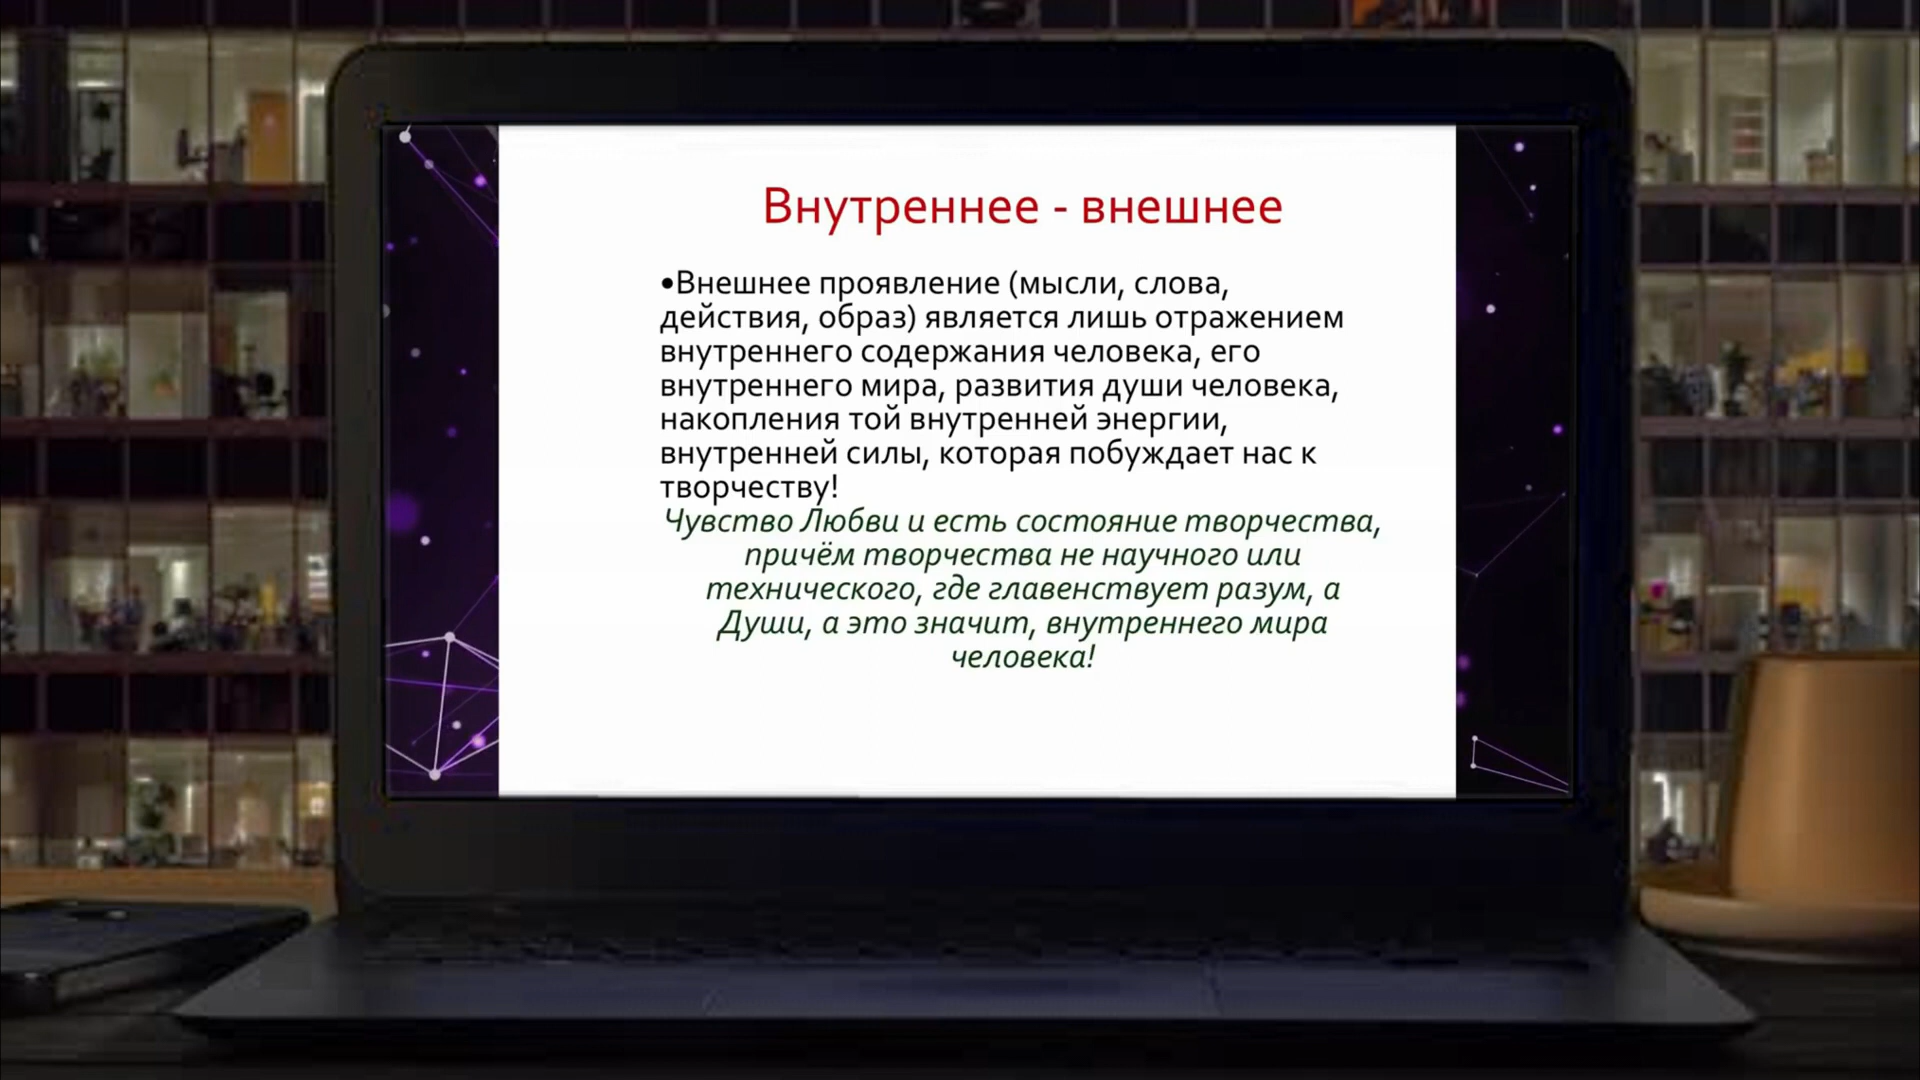 Внутреннее - внешнее
•Внешнее проявление (мысли, слова,
действия, образ) является лишь отражением
внутреннего содержания человека, его
внутреннего мира, развития души человека,
накопления той внутренней энергии,
внутренней силы, которая побуждает нас к
творчеству!
Чувство Любви и есть состояние творчества,
причём творчества не научного или
технического, где главенствует разум, а
Души, а это значит, внутреннего мира
человека!